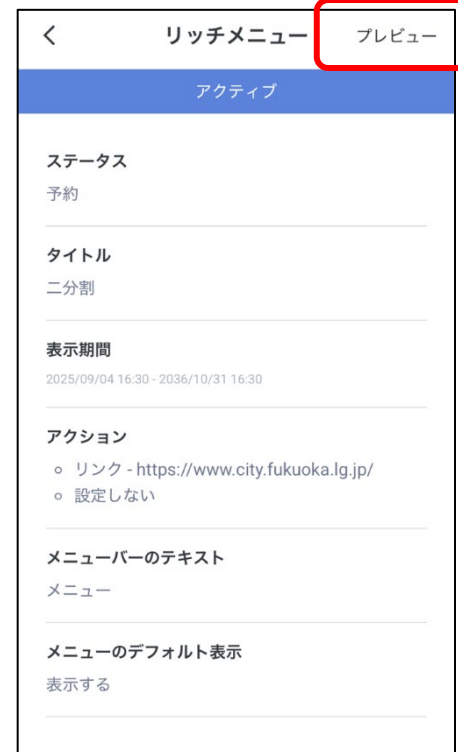 リッチメニュー プレビュー
アクティブ
ステータス
予約
タイトル
二分割
表示期間
2025/09/04 16:30 - 2036/10/31 16:30
アクション
リンク - https://www.city.fukuoka.lg.jp/
設定しない
メニューバーのテキスト
メニュー
メニューのデフォルト表示
表示する